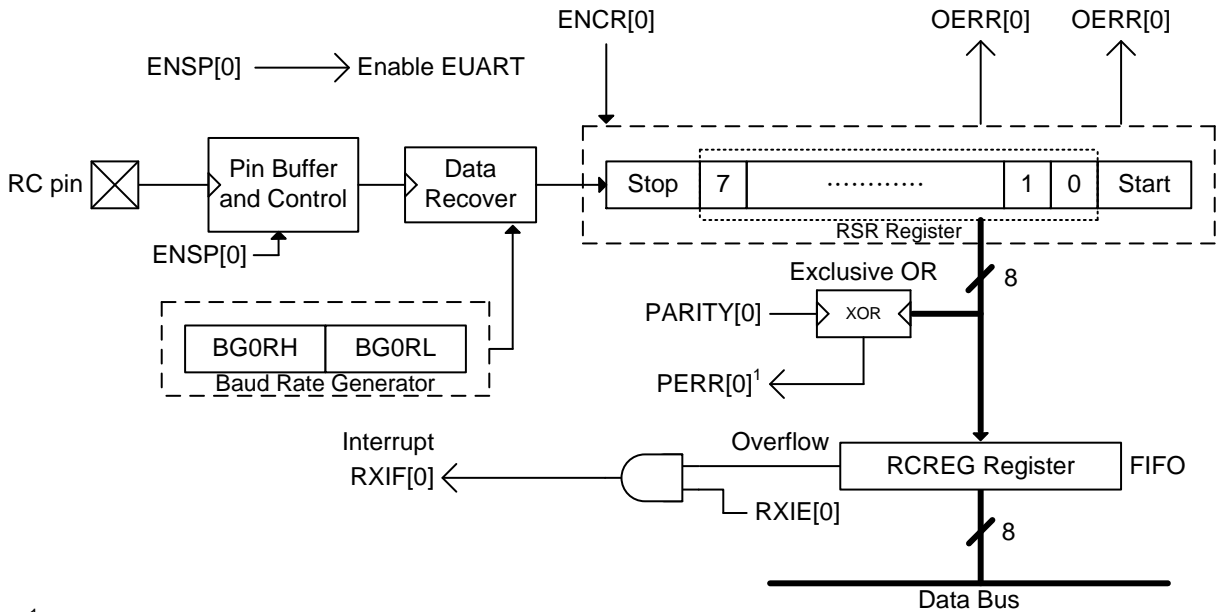 ENCR[0]
OERR[0]
OERR[0]
ENSP[0]
Enable EUART
RC pin
Pin Buffer
and Control
Data
Recover
Stop
7
............
1
0
Start
RSR Register
ENSP[0]
Exclusive OR
8
PARITY[0]
XOR
BG0RH
BG0RL
Baud Rate Generator
PERR[0]¹
Interrupt
RXIF[0]
Overflow
RCREG Register
FIFO
RXIE[0]
8
Data Bus